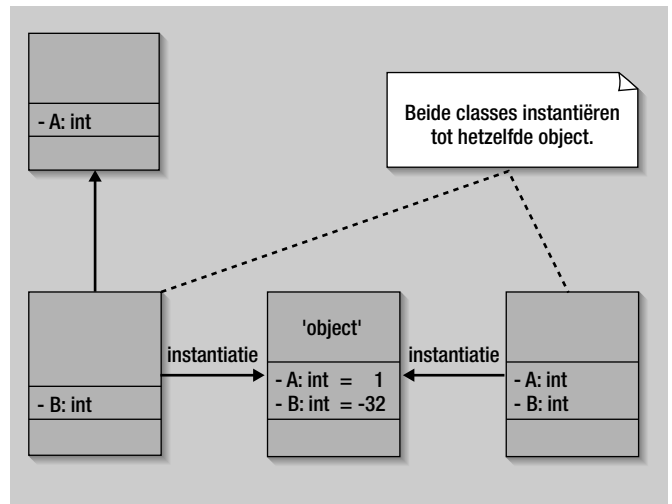 - A: int
Beide classes instantiëren
tot hetzelfde object.
'object'
instantiatie
instantiatie
- B: int
- A: int = 1
- B: int = -32
- A: int
- B: int